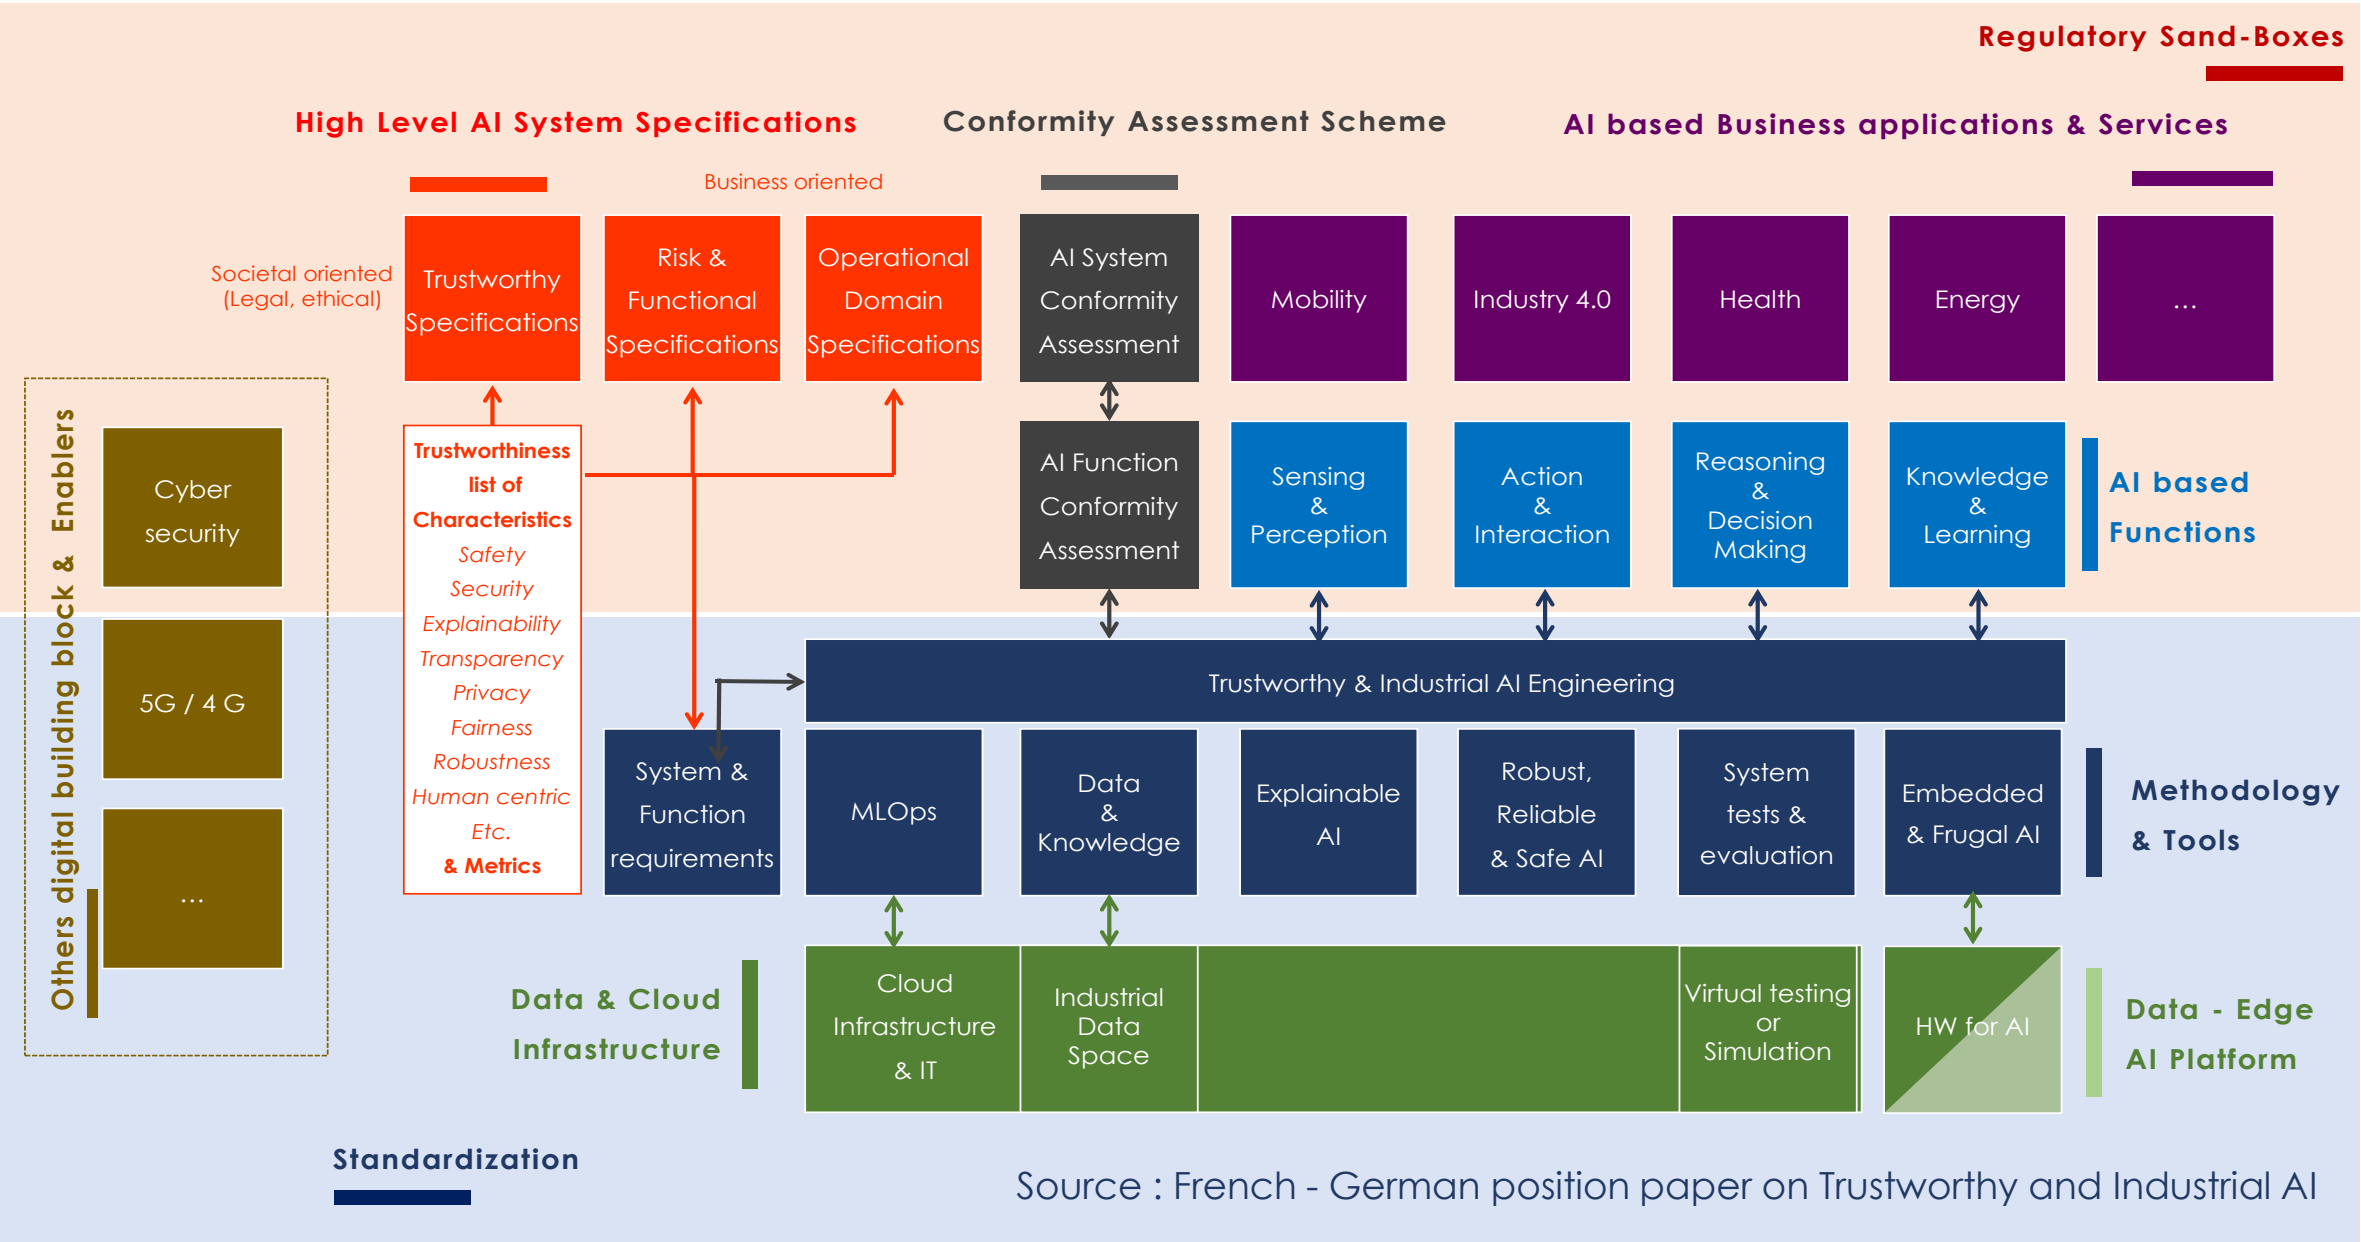 Regulatory Sand-Boxes
High Level AI System Specifications
Conformity Assessment Scheme
AI based Business applications & Services
Business oriented
Societal oriented
(Legal, ethical)
Trustworthy
Specifications
Risk &
Functional
Specifications
Operational
Domain
Specifications
AI System
Conformity
Assessment
Mobility
Industry 4.0
Health
Energy
...
Others digital building block & Enablers
Cyber
security
5G / 4 G
...
Trustworthiness
list of
Characteristics
Safety
Security
Explainability
Transparency
Privacy
Fairness
Robustness
Human centric
Etc.
& Metrics
AI Function
Conformity
Assessment
Sensing
&
Perception
Action
&
Interaction
Reasoning
&
Decision
Making
Knowledge
&
Learning
AI based
Functions
Trustworthy & Industrial AI Engineering
System &
Function
requirements
MLOps
Data
&
Knowledge
Explainable
AI
Robust,
Reliable
& Safe AI
System
tests &
evaluation
Embedded
& Frugal AI
Methodology
& Tools
Data & Cloud
Infrastructure
Cloud
Infrastructure
& IT
Industrial
Data
Space
Virtual testing
or
Simulation
HW for AI
Data - Edge
AI Platform
Standardization
Source : French - German position paper on Trustworthy and Industrial AI